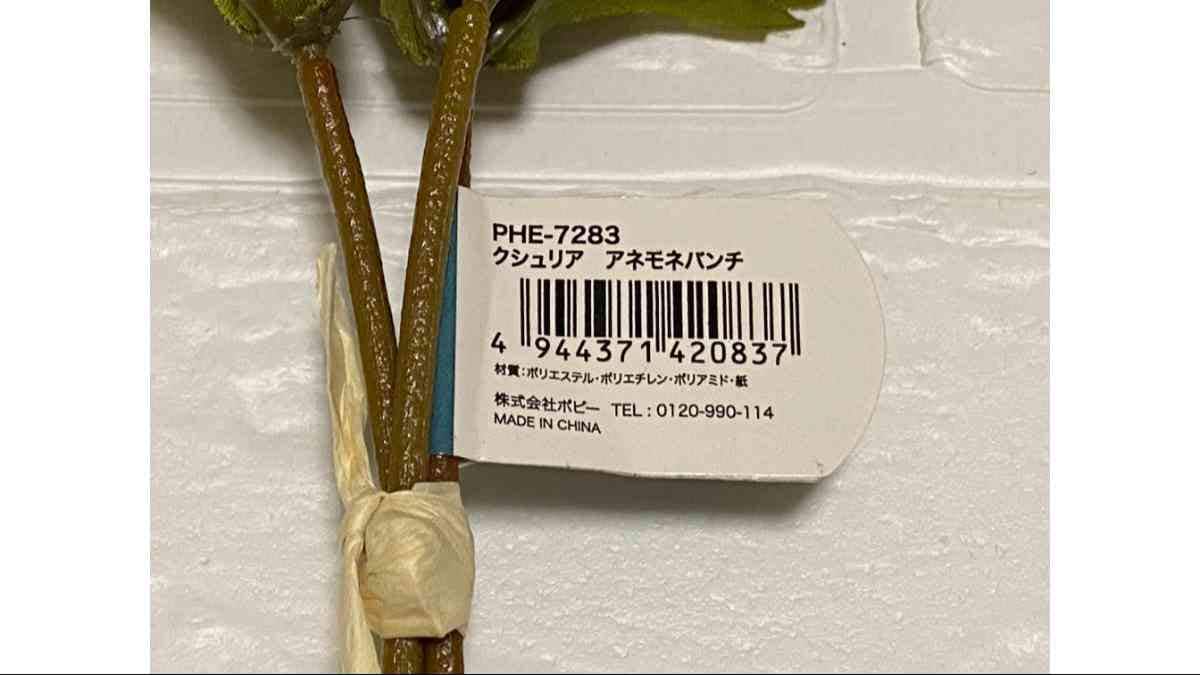 PHE-7283
クシュリア　アネモネバンチ
4 944371 420837
材質:ポリエステル・ポリエチレン・ポリアミド・紙
株式会社ポピー TEL : 0120-990-114
MADE IN CHINA